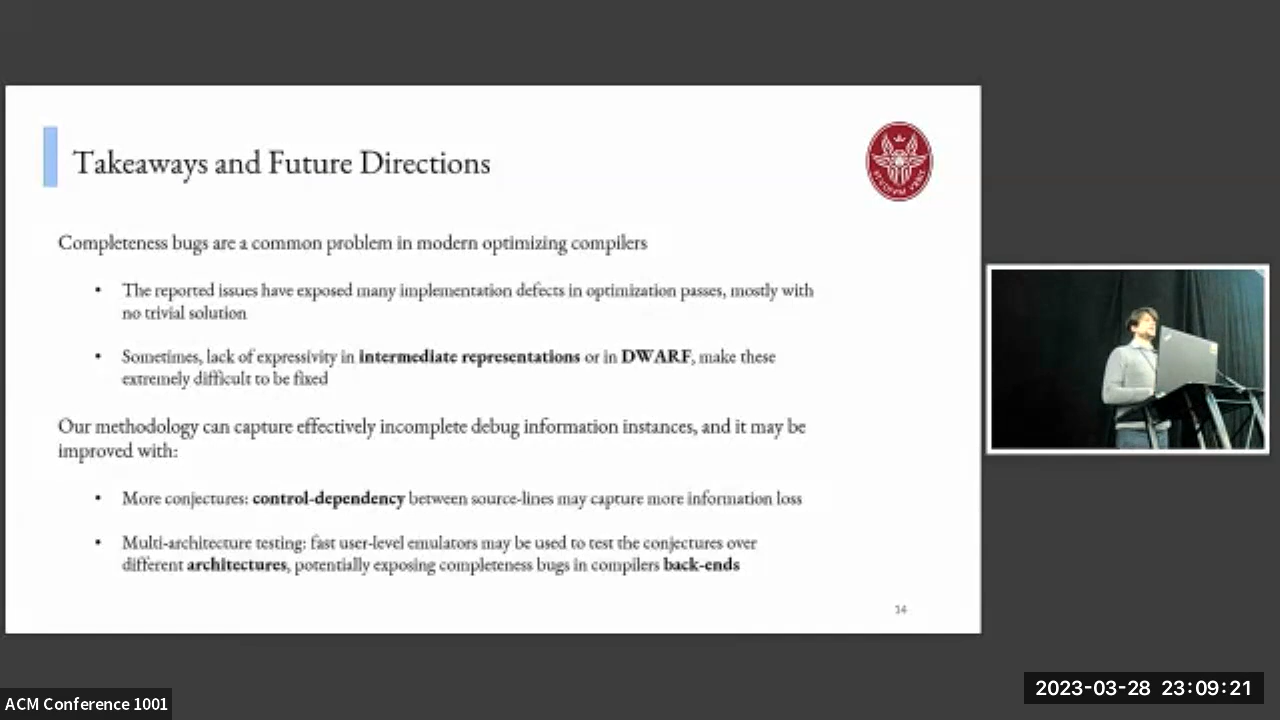 Takeaways and Future Directions
Completeness bugs are a common problem in modern optimizing compilers
• The reported issues have exposed many implementation defects in optimization passes, mostly with
no trivial solution
• Sometimes, lack of expressivity in intermediate representations or in DWARF, make these
extremely difficult to be fixed
Our methodology can capture effectively incomplete debug information instances, and it may be
improved with:
• More conjectures: control-dependency between source-lines may capture more information loss
• Multi-architecture testing: fast user-level emulators may be used to test the conjectures over
different architectures, potentially exposing completeness bugs in compilers back-ends
14
ACM Conference 1001
2023-03-28 23:09:21